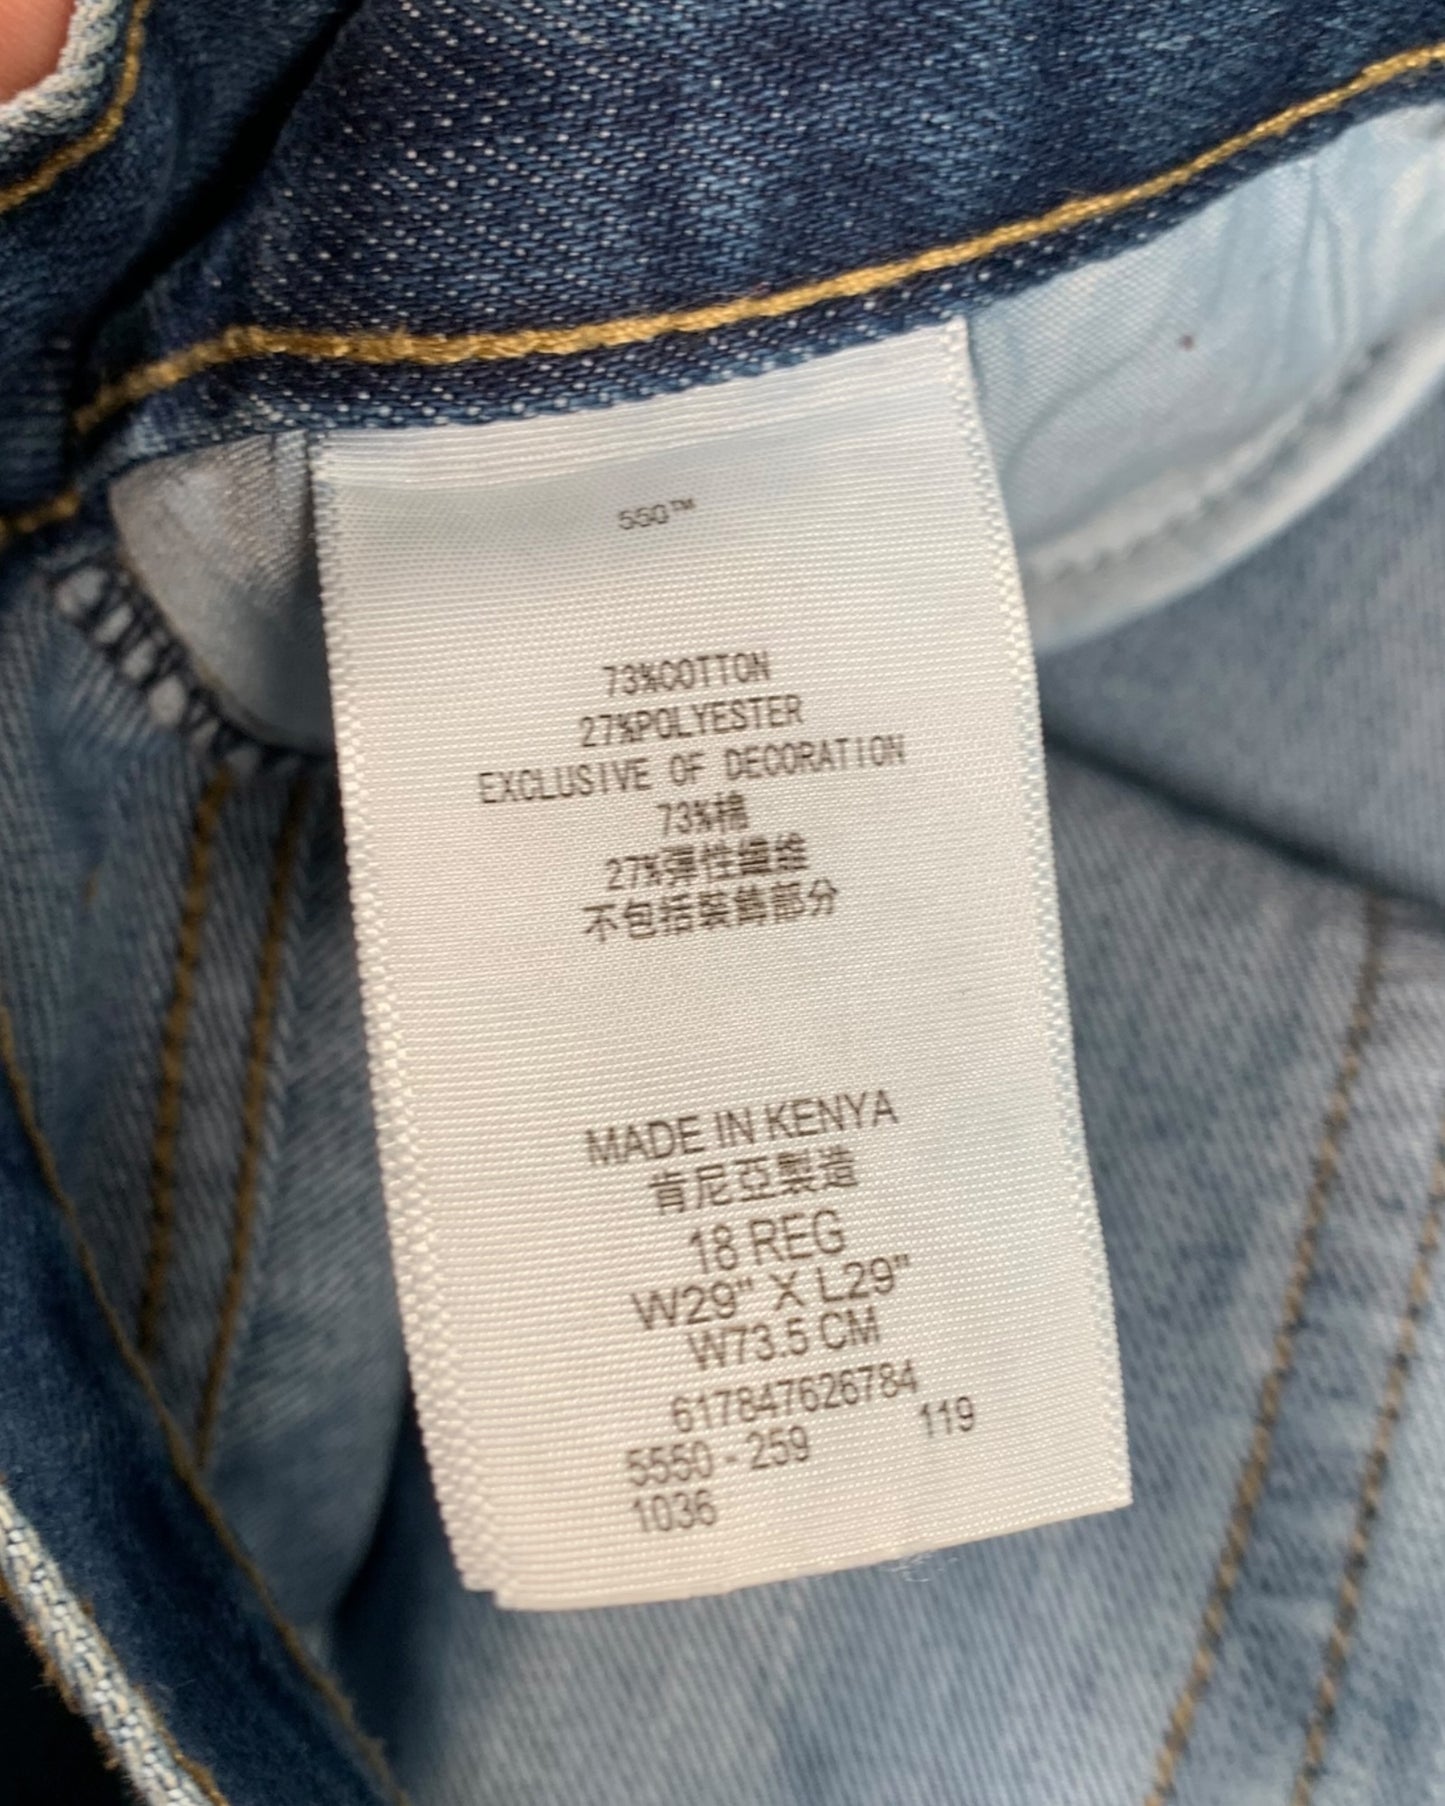 550™
73%COTTON
27%POLYESTER
EXCLUSIVE OF DECORATION
73%棉
27%彈性纖維
不包括裝飾部分
MADE IN KENYA
肯尼亞製造
18 REG
W29" X L29"
W73.5 CM
617847626784
5550 - 259 119
1036